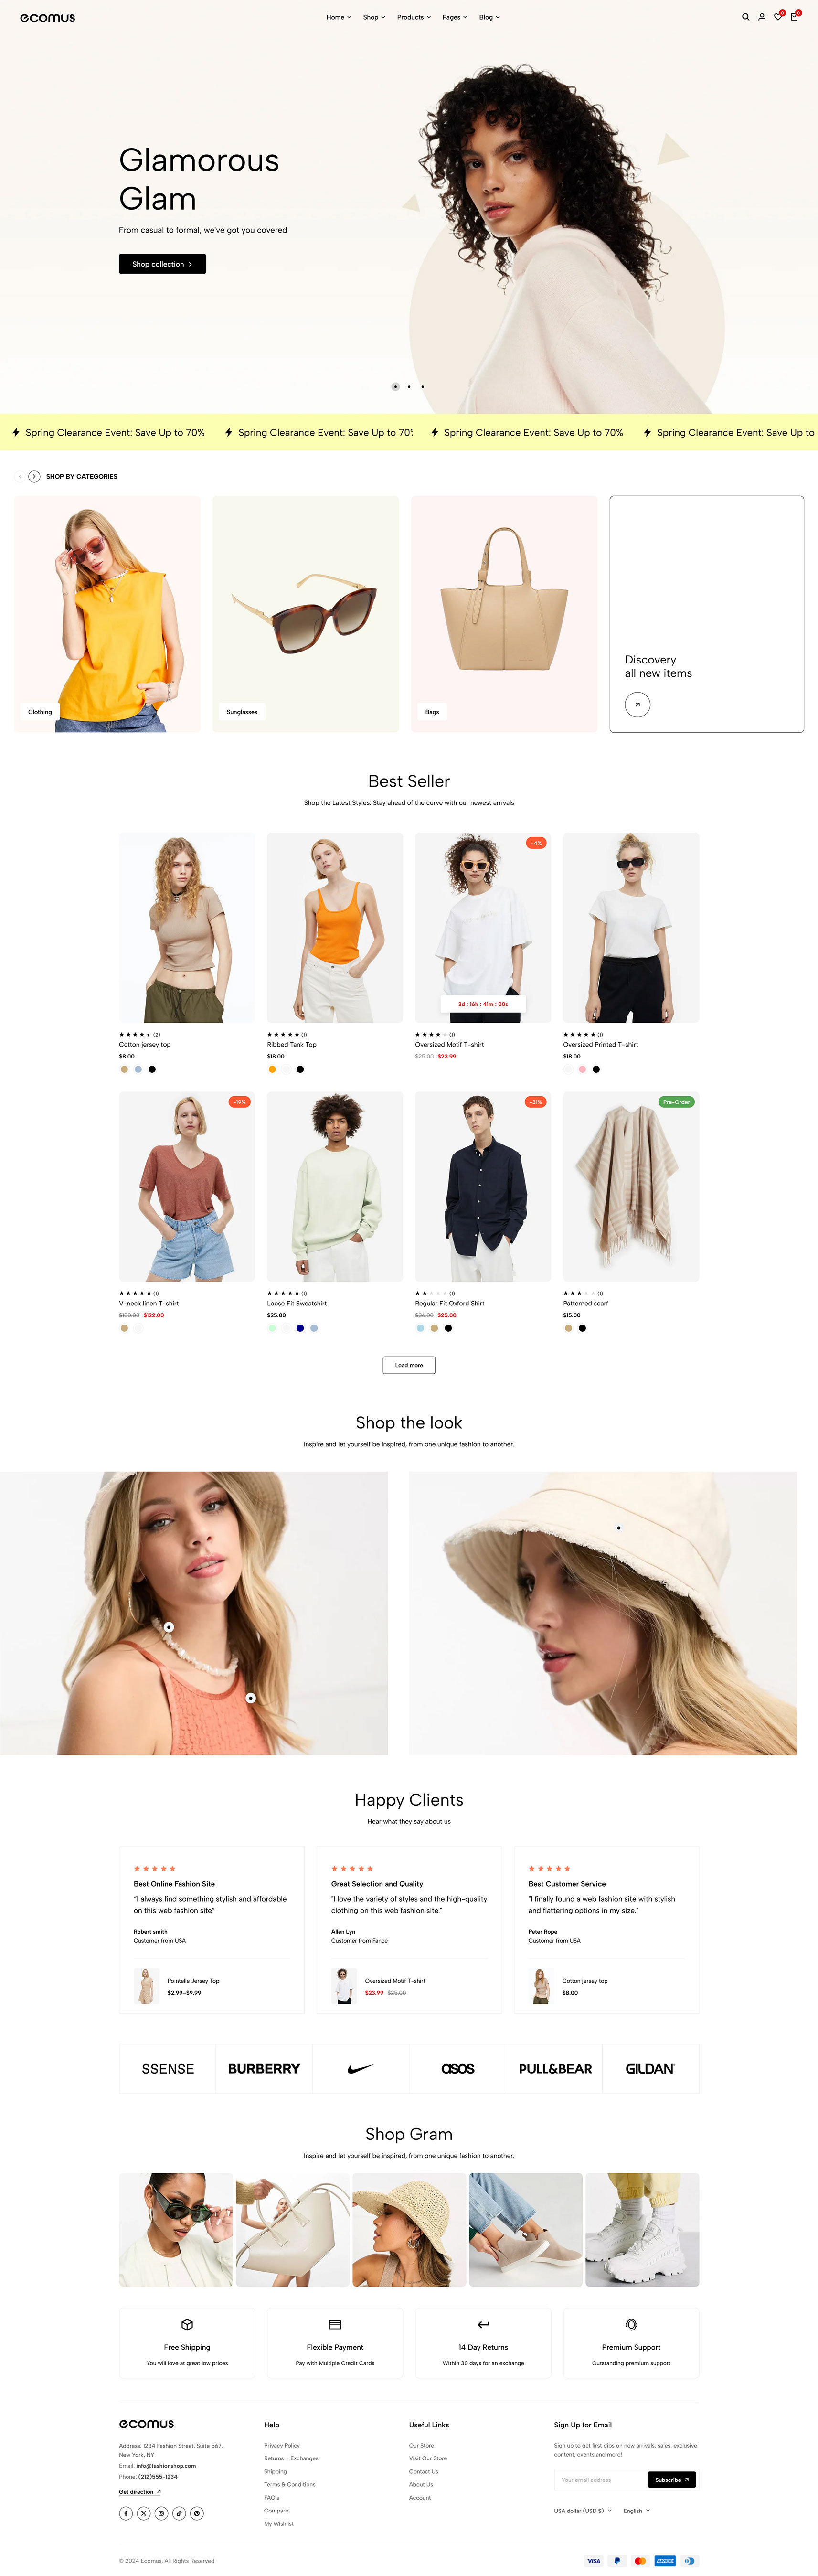 ecomus
Home
Shop
Products
Pages
Blog
0
0
Glamorous
Glam
From casual to formal, we've got you covered
Shop collection
Spring Clearance Event: Save Up to 70%
Spring Clearance Event: Save Up to 70%
Spring Clearance Event: Save Up to 70%
Spring Clearance Event: Save Up to
SHOP BY CATEGORIES
Clothing
Sunglasses
Bags
Discovery
all new items
Best Seller
Shop the Latest Styles: Stay ahead of the curve with our newest arrivals
(2)
Cotton jersey top
$8.00
(1)
Ribbed Tank Top
$18.00
-4%
3d : 16h : 41m : 00s
(1)
Oversized Motif T-shirt
$25.00 $23.99
(1)
Oversized Printed T-shirt
$18.00
-19%
(1)
V-neck linen T-shirt
$150.00 $122.00
(1)
Loose Fit Sweatshirt
$25.00
-31%
(1)
Regular Fit Oxford Shirt
$36.00 $25.00
Pre-Order
(1)
Patterned scarf
$15.00
Load more
Shop the look
Inspire and let yourself be inspired, from one unique fashion to another.
Happy Clients
Hear what they say about us
Best Online Fashion Site
"I always find something stylish and affordable
on this web fashion site"
Robert smith
Customer from USA
Pointelle Jersey Top
$2.99–$9.99
Great Selection and Quality
"I love the variety of styles and the high-quality
clothing on this web fashion site."
Allen Lyn
Customer from Fance
Oversized Motif T-shirt
$23.99 $25.00
Best Customer Service
"I finally found a web fashion site with stylish
and flattering options in my size."
Peter Rope
Customer from USA
Cotton jersey top
$8.00
SSENSE
BURBERRY
asos
PULL&BEAR
GILDAN
Shop Gram
Inspire and let yourself be inspired, from one unique fashion to another.
Free Shipping
You will love at great low prices
Flexible Payment
Pay with Multiple Credit Cards
14 Day Returns
Within 30 days for an exchange
Premium Support
Outstanding premium support
ecomus
Address: 1234 Fashion Street, Suite 567,
New York, NY
Email: info@fashionshop.com
Phone: (212)555-1234
Get direction
Help
Privacy Policy
Returns + Exchanges
Shipping
Terms & Conditions
FAQ's
Compare
My Wishlist
Useful Links
Our Store
Visit Our Store
Contact Us
About Us
Account
Sign Up for Email
Sign up to get first dibs on new arrivals, sales, exclusive
content, events and more!
Your email address
Subscribe
USA dollar (USD $)
English
© 2024 Ecomus. All Rights Reserved
VISA